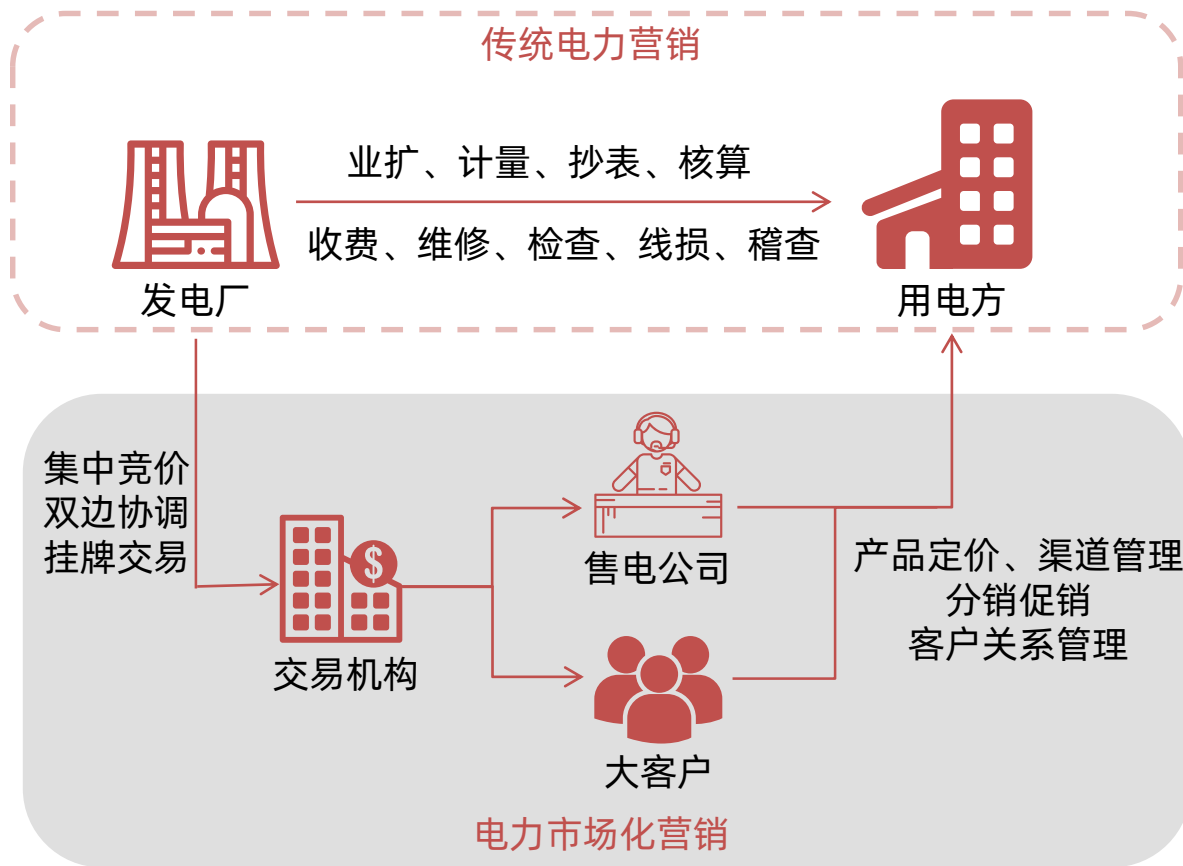 传统电力营销
业扩、计量、抄表、核算
收费、维修、检查、线损、稽查
发电厂
用电方
集中竞价
双边协调
挂牌交易
交易机构
售电公司
大客户
产品定价、渠道管理
分销促销
客户关系管理
电力市场化营销